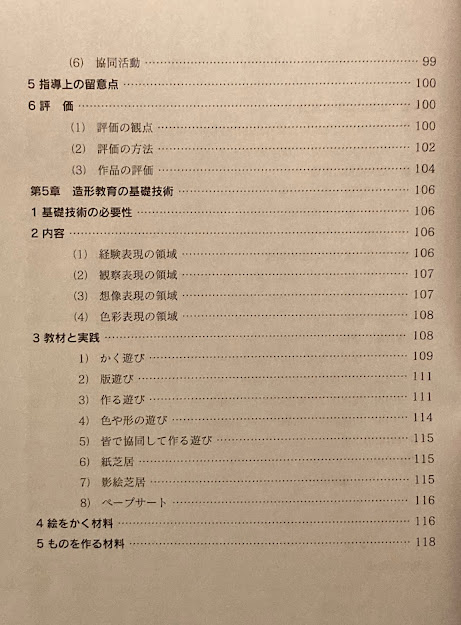 (6) 協同活動 99
5 指導上の留意点 100
6 評　価 100
(1) 評価の観点 100
(2) 評価の方法 102
(3) 作品の評価 104
第5章　造形教育の基礎技術 106
1 基礎技術の必要性 106
2 内容 106
(1) 経験表現の領域 106
(2) 観察表現の領域 107
(3) 想像表現の領域 107
(4) 色彩表現の領域 108
3 教材と実践 108
1) かく遊び 109
2) 版遊び 111
3) 作る遊び 111
4) 色や形の遊び 114
5) 皆で協同して作る遊び 115
6) 紙芝居 115
7) 影絵芝居 115
8) ペープサート 116
4 絵をかく材料 116
5 ものを作る材料 118